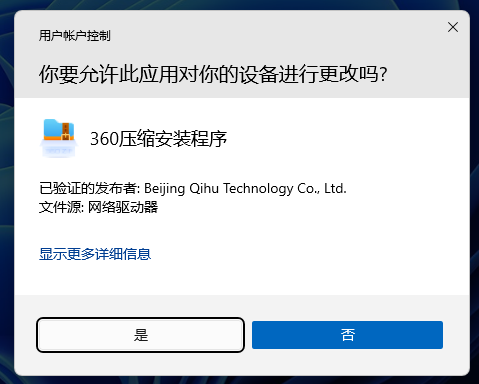 用户帐户控制
你要允许此应用对你的设备进行更改吗?
360压缩安装程序
已验证的发布者: Beijing Qihu Technology Co., Ltd.
文件源: 网络驱动器
显示更多详细信息
是
否